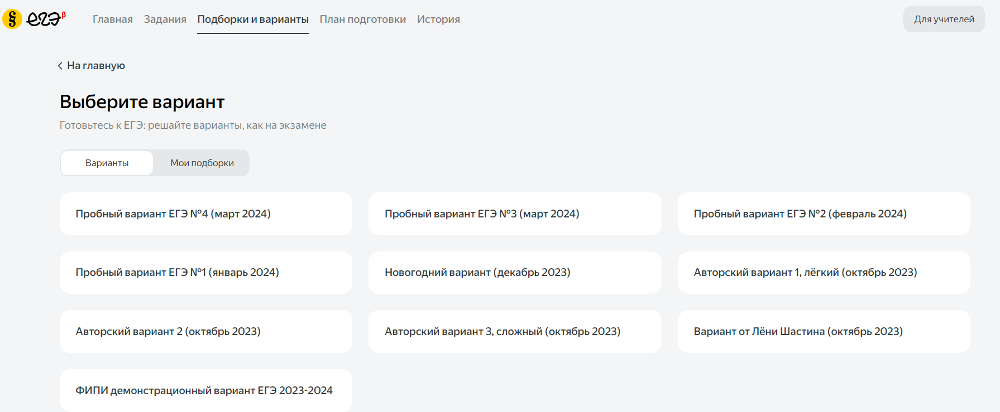 § ЕГЭ β
Главная Задания Подборки и варианты План подготовки История Для учителей
На главную
Выберите вариант
Готовьтесь к ЕГЭ: решайте варианты, как на экзамене
Варианты Мои подборки
Пробный вариант ЕГЭ №4 (март 2024) Пробный вариант ЕГЭ №3 (март 2024) Пробный вариант ЕГЭ №2 (февраль 2024)
Пробный вариант ЕГЭ №1 (январь 2024) Новогодний вариант (декабрь 2023) Авторский вариант 1, лёгкий (октябрь 2023)
Авторский вариант 2 (октябрь 2023) Авторский вариант 3, сложный (октябрь 2023) Вариант от Лёни Шастина (октябрь 2023)
ФИПИ демонстрационный вариант ЕГЭ 2023-2024